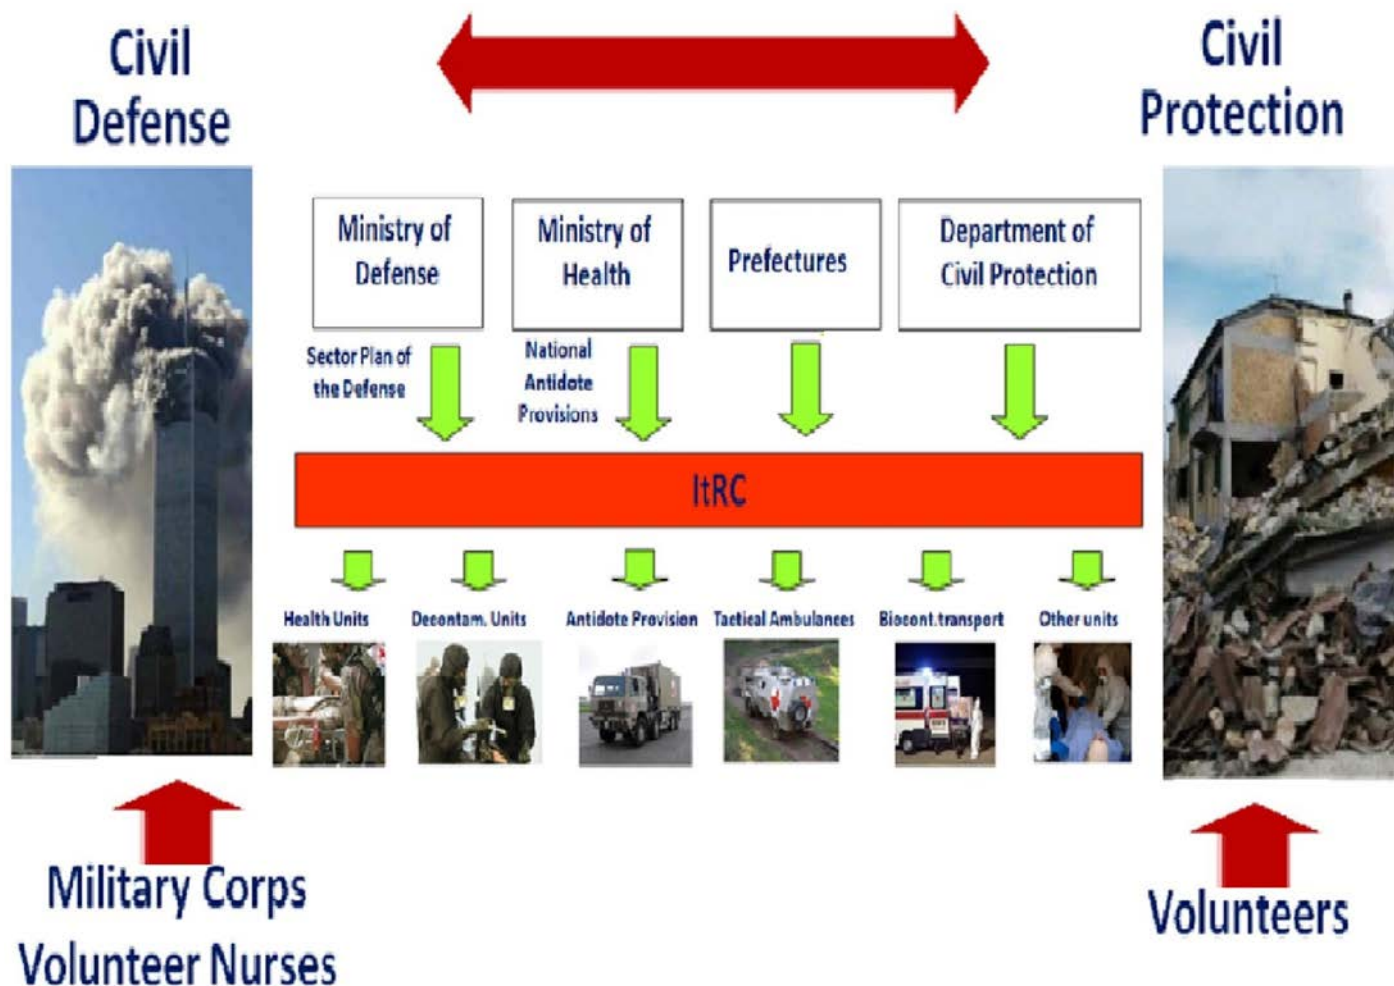 Civil
Defense
Civil
Protection
Ministry of
Defense
Ministry of
Health
Prefectures
Department of
Civil Protection
Sector Plan of
the Defense
National
Antidote
Provisions
ItRC
Health Units
Decontam. Units
Antidote Provision
Tactical Ambulances
Biocont.transport
Other units
Military Corps
Volunteer Nurses
Volunteers